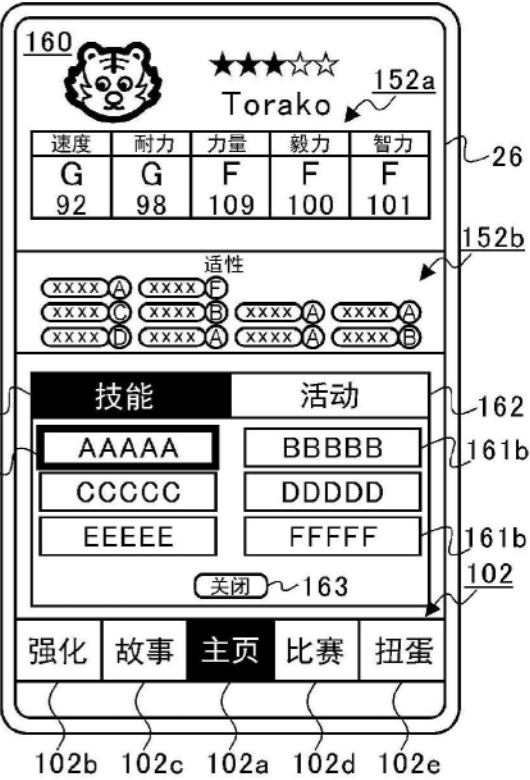 160
★★★☆☆
Torako
152a
速度 耐力 力量 毅力 智力
G G F F F
92 98 109 100 101
26
152b
适性
XXXX A XXXX F
XXXX C XXXX B XXXX A XXXX A
XXXX D XXXX A XXXX A XXXX B
技能 活动
162
AAAAA BBBBB
161b
CCCCC DDDDD
EEEEE FFFFF
161b
关闭 163
102
强化 故事 主页 比赛 扭蛋
102b 102c 102a 102d 102e